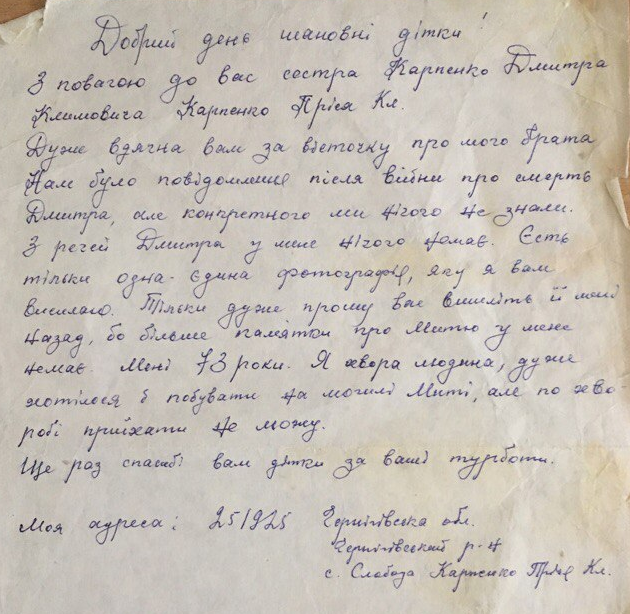 Добрий день шановні дітки!
З повагою до вас сестра Карпенко Дмитра
Климовича Карпенко Пріся Кл.
Дуже вдячна вам за вісточку про мого брата
Нам було повідомлення після війни про смерть
Дмитра, але конкретного ми нічого не знали.
З речей Дмитра у мене нічого немає. Єсть
тільки одна-єдина фотографія, яку я вам
висилаю. Тільки дуже прошу вас вишліть її мені
назад, бо більше пам'ятки про Митю у мене
немає. Мені 73 роки. Я хвора людина, дуже
хотілося б побувати на могилі Миті, але по хво-
робі приїхати не можу.
Ще раз спасибі вам дітки за ваші турботи.
Моя адреса: 251925 Чернігівська обл.
Чернігівський р-н
с. Слобода Карпенко Пріся Кл.